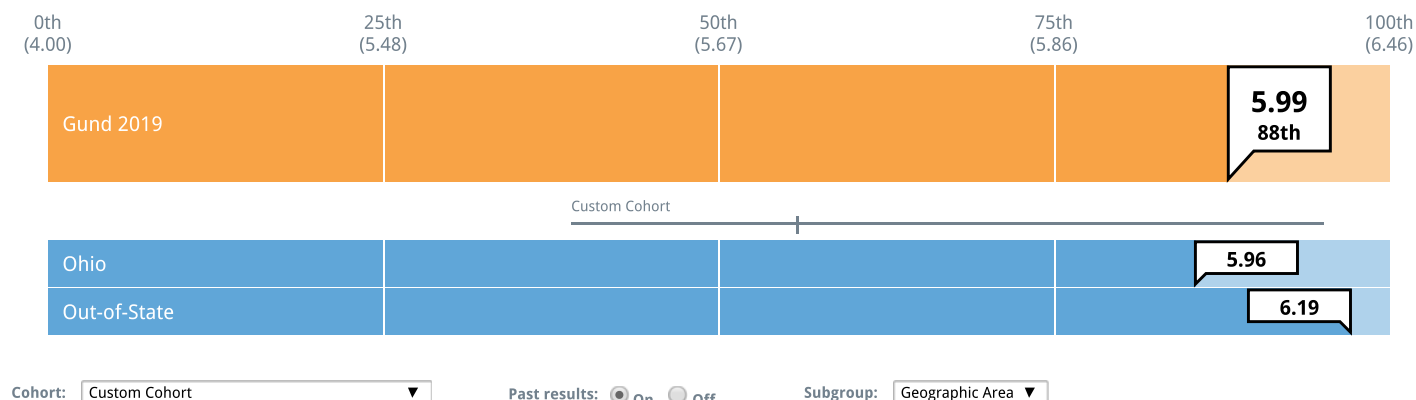 0th 25th 50th 75th 100th
(4.00) (5.48) (5.67) (5.86) (6.46)
Gund 2019
5.99
88th
Custom Cohort
Ohio 5.96
Out-of-State 6.19
Cohort: Custom Cohort ▼ Past results: On Off Subgroup: Geographic Area ▼